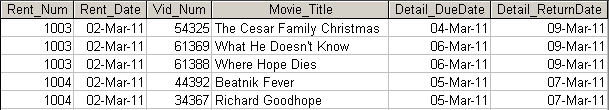 Rent_Num Rent_Date Vid_Num Movie_Title Detail_DueDate Detail_ReturnDate
1003 02-Mar-11 54325 The Cesar Family Christmas 04-Mar-11 09-Mar-11
1003 02-Mar-11 61369 What He Doesn't Know 06-Mar-11 09-Mar-11
1003 02-Mar-11 61388 Where Hope Dies 06-Mar-11 09-Mar-11
1004 02-Mar-11 44392 Beatnik Fever 05-Mar-11 07-Mar-11
1004 02-Mar-11 34367 Richard Goodhope 05-Mar-11 07-Mar-11